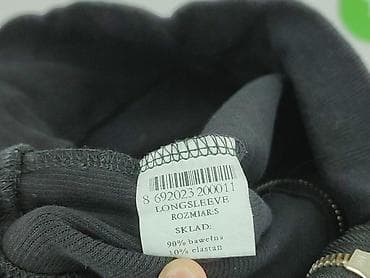 8 692023 200011
LONGSLEEVE
ROZMIAR:S
SKŁAD:
90% bawełna
10% elastan